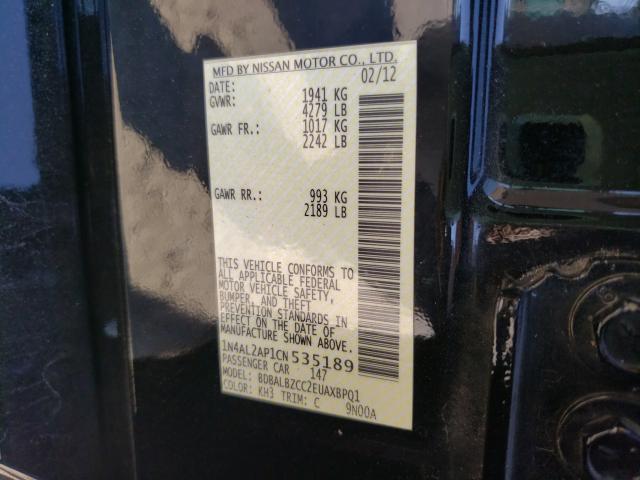 MFD BY NISSAN MOTOR CO., LTD.
DATE: 02/12
GVWR: 1941 KG
4279 LB
GAWR FR.: 1017 KG
2242 LB
GAWR RR.: 993 KG
2189 LB
THIS VEHICLE CONFORMS TO
ALL APPLICABLE FEDERAL
MOTOR VEHICLE SAFETY,
BUMPER, AND THEFT
PREVENTION STANDARDS IN
EFFECT ON THE DATE OF
MANUFACTURE SHOWN ABOVE.
1N4AL2AP1CN 535189
PASSENGER CAR 147
MODEL: BDBALBZCC2EUAXBPQ1
COLOR: KH3 TRIM: C 9N00A